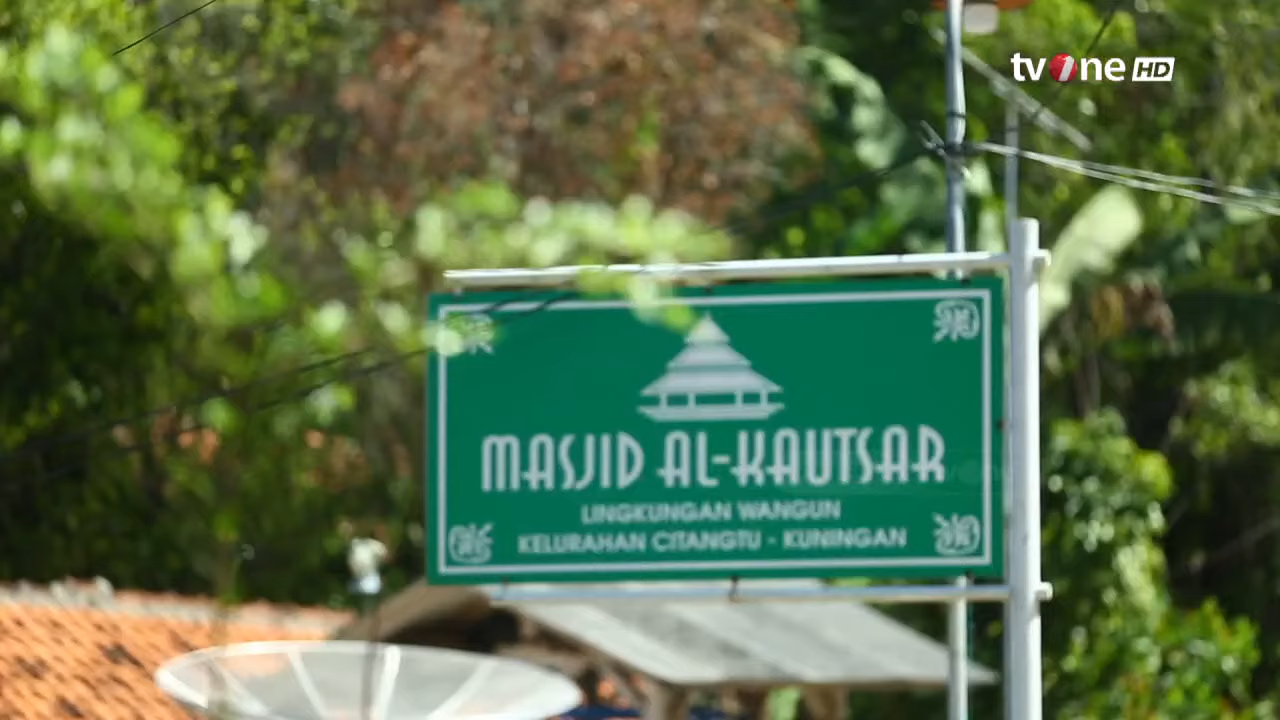 tvOne HD
MASJID AL-KAUTSAR
LINGKUNGAN WANGUN
KELURAHAN CITANGTU - KUNINGAN